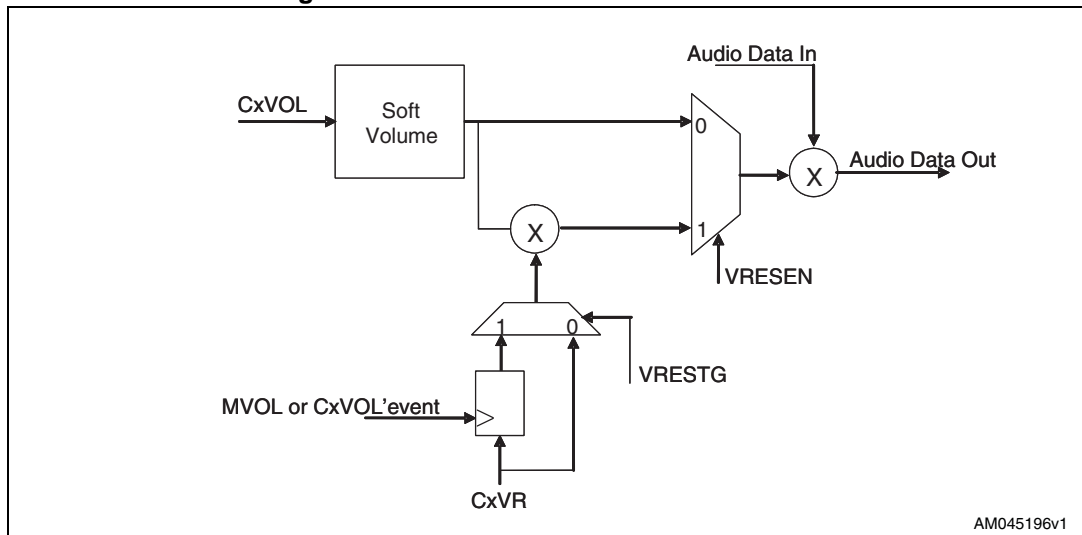 Audio Data In
CxVOL
Soft
Volume
0
X
Audio Data Out
X
1
VRESEN
1
0
VRESTG
MVOL or CxVOL'event
CxVR
AM045196v1